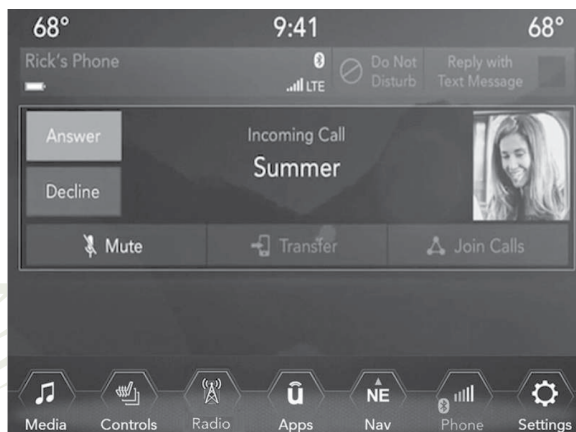 68° 9:41 68°
Rick's Phone
LTE
Do Not
Disturb
Reply with
Text Message
Answer
Decline
Incoming Call
Summer
Mute Transfer Join Calls
û NE
Media Controls Radio Apps Nav Phone Settings